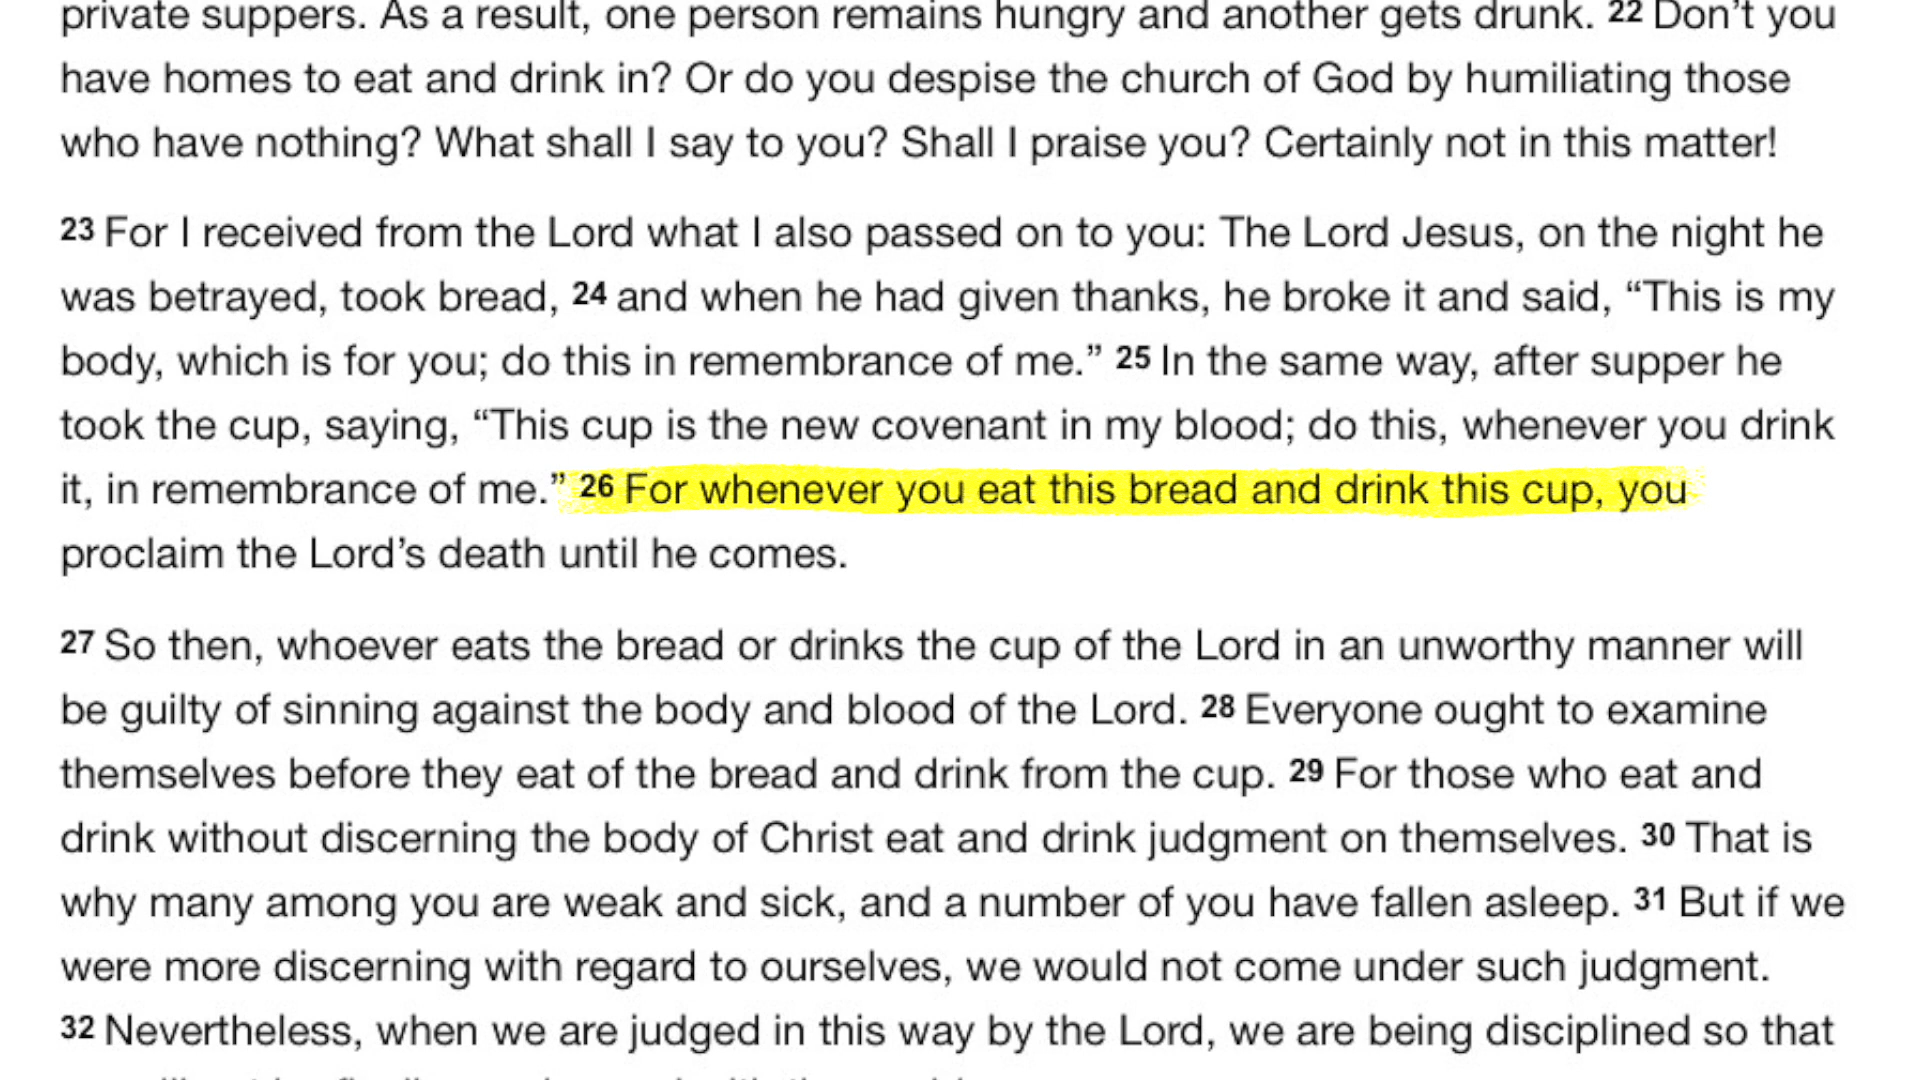 private suppers. As a result, one person remains hungry and another gets drunk. 22 Don’t you
have homes to eat and drink in? Or do you despise the church of God by humiliating those
who have nothing? What shall I say to you? Shall I praise you? Certainly not in this matter!
23 For I received from the Lord what I also passed on to you: The Lord Jesus, on the night he
was betrayed, took bread, 24 and when he had given thanks, he broke it and said, “This is my
body, which is for you; do this in remembrance of me.” 25 In the same way, after supper he
took the cup, saying, “This cup is the new covenant in my blood; do this, whenever you drink
it, in remembrance of me.” 26 For whenever you eat this bread and drink this cup, you
proclaim the Lord’s death until he comes.
27 So then, whoever eats the bread or drinks the cup of the Lord in an unworthy manner will
be guilty of sinning against the body and blood of the Lord. 28 Everyone ought to examine
themselves before they eat of the bread and drink from the cup. 29 For those who eat and
drink without discerning the body of Christ eat and drink judgment on themselves. 30 That is
why many among you are weak and sick, and a number of you have fallen asleep. 31 But if we
were more discerning with regard to ourselves, we would not come under such judgment.
32 Nevertheless, when we are judged in this way by the Lord, we are being disciplined so that